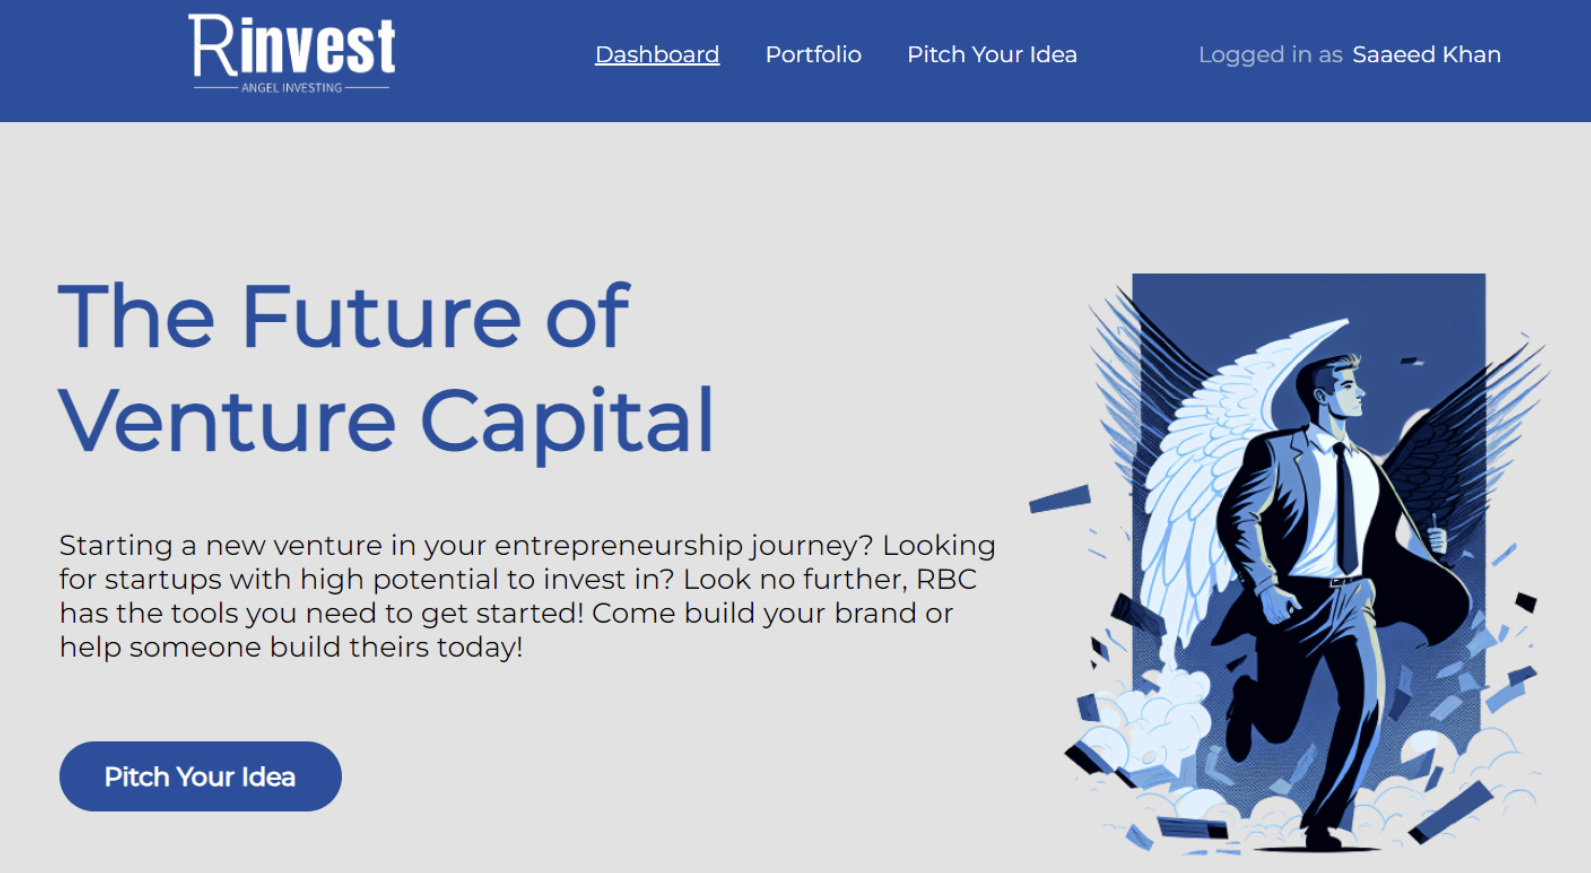 Rinvest
ANGEL INVESTING
Dashboard Portfolio Pitch Your Idea Logged in as Saaeed Khan
The Future of
Venture Capital
Starting a new venture in your entrepreneurship journey? Looking
for startups with high potential to invest in? Look no further, RBC
has the tools you need to get started! Come build your brand or
help someone build theirs today!
Pitch Your Idea